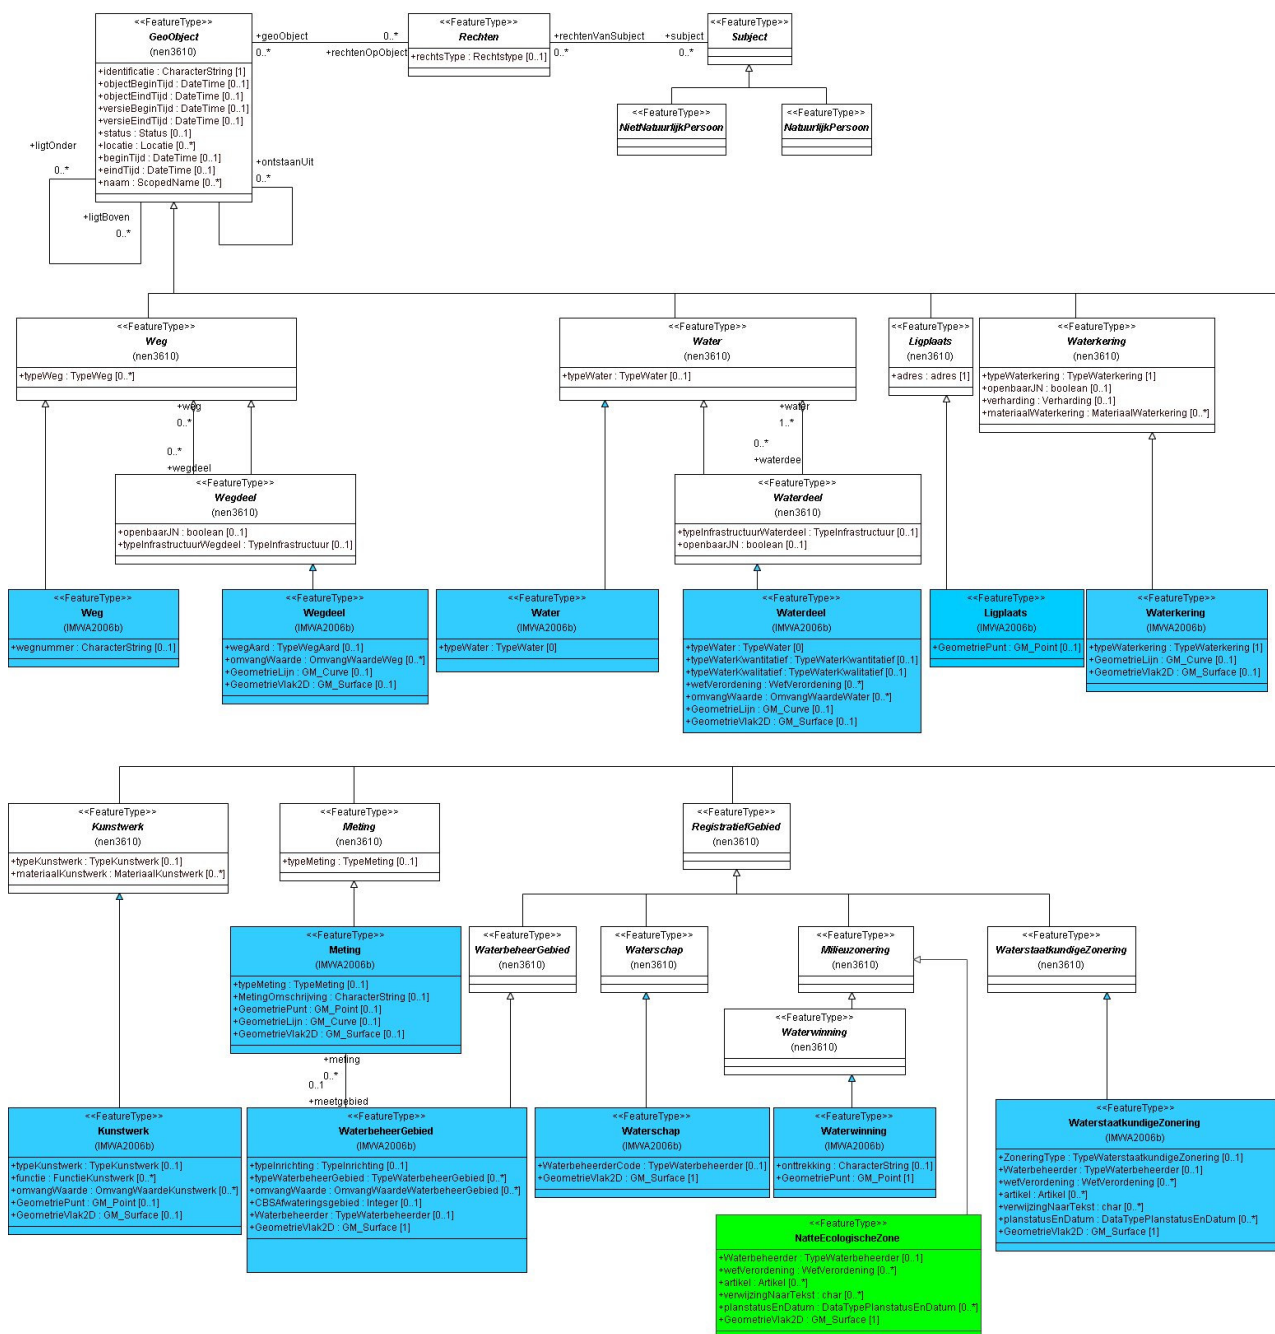 <<FeatureType>>
GeoObject
(nen3610)
+identificatie : CharacterString [1]
+objectBeginTijd : DateTime [0..1]
+objectEindTijd : DateTime [0..1]
+versieBeginTijd : DateTime [0..1]
+versieEindTijd : DateTime [0..1]
+status : Status [0..1]
+locatie : Locatie [0..*]
+beginTijd : DateTime [0..1]
+eindTijd : DateTime [0..1]
+naam : ScopedName [0..*]
+geoObject
0..*
0..*
+rechtenOpObject
<<FeatureType>>
Rechten
+rechtsType : Rechtstype [0..1]
+rechtenVanSubject
0..*
+subject
0..*
<<FeatureType>>
Subject
<<FeatureType>>
NietNatuurlijkPersoon
<<FeatureType>>
NatuurlijkPersoon
+ligtOnder
0..*
+ligtBoven
0..*
+ontstaanUit
0..*
<<FeatureType>>
Weg
(nen3610)
+typeWeg : TypeWeg [0..*]
<<FeatureType>>
Water
(nen3610)
+typeWater : TypeWater [0..1]
<<FeatureType>>
Ligplaats
(nen3610)
+adres : adres [1]
<<FeatureType>>
Waterkering
(nen3610)
+typeWaterkering : TypeWaterkering [1]
+openbaarJN : boolean [0..1]
+verharding : Verharding [0..1]
+materiaalWaterkering : MateriaalWaterkering [0..*]
+weg
0..*
0..*
+wegdeel
+water
1..*
0..*
+waterdee
<<FeatureType>>
Wegdeel
(nen3610)
+openbaarJN : boolean [0..1]
+typeInfrastructuurWegdeel : TypeInfrastructuur [0..1]
<<FeatureType>>
Waterdeel
(nen3610)
+typeInfrastructuurWaterdeel : TypeInfrastructuur [0..1]
+openbaarJN : boolean [0..1]
<<FeatureType>>
Weg
(IMWA2006b)
+wegnummer : CharacterString [0..1]
<<FeatureType>>
Wegdeel
(IMWA2006b)
+wegAard : TypeWegAard [0..1]
+omvangWaarde : OmvangWaardeWeg [0..*]
+GeometrieLijn : GM_Curve [0..1]
+GeometrieVlak2D : GM_Surface [0..1]
<<FeatureType>>
Water
(IMWA2006b)
+typeWater : TypeWater [0]
<<FeatureType>>
Waterdeel
(IMWA2006b)
+typeWater : TypeWater [0]
+typeWaterKwantitatief : TypeWaterKwantitatief [0..1]
+typeWaterKwalitatief : TypeWaterKwalitatief [0..1]
+wetVerordening : WetVerordening [0..*]
+omvangWaarde : OmvangWaardeWater [0..*]
+GeometrieLijn : GM_Curve [0..1]
+GeometrieVlak2D : GM_Surface [0..1]
<<FeatureType>>
Ligplaats
(IMWA2006b)
+GeometriePunt : GM_Point [0..1]
<<FeatureType>>
Waterkering
(IMWA2006b)
+typeWaterkering : TypeWaterkering [1]
+GeometrieLijn : GM_Curve [0..1]
+GeometrieVlak2D : GM_Surface [0..1]
<<FeatureType>>
Kunstwerk
(nen3610)
+typeKunstwerk : TypeKunstwerk [0..1]
+materiaalKunstwerk : MateriaalKunstwerk [0..*]
<<FeatureType>>
Meting
(nen3610)
+typeMeting : TypeMeting [0..1]
<<FeatureType>>
RegistratiefGebied
(nen3610)
<<FeatureType>>
Meting
(IMWA2006b)
+typeMeting : TypeMeting [0..1]
+MetingOmschrijving : CharacterString [0..1]
+GeometriePunt : GM_Point [0..1]
+GeometrieLijn : GM_Curve [0..1]
+GeometrieVlak2D : GM_Surface [0..1]
<<FeatureType>>
WaterbeheerGebied
(nen3610)
<<FeatureType>>
Waterschap
(nen3610)
<<FeatureType>>
Milieuzonering
(nen3610)
<<FeatureType>>
WaterstaatkundigeZonering
(nen3610)
<<FeatureType>>
Waterwinning
(nen3610)
+meting
0..*
0..1
+meetgebied
<<FeatureType>>
Kunstwerk
(IMWA2006b)
+typeKunstwerk : TypeKunstwerk [0..1]
+functie : FunctieKunstwerk [0..*]
+omvangWaarde : OmvangWaardeKunstwerk [0..*]
+GeometriePunt : GM_Point [0..1]
+GeometrieVlak2D : GM_Surface [0..1]
<<FeatureType>>
WaterbeheerGebied
(IMWA2006b)
+typeInrichting : TypeInrichting [0..1]
+typeWaterbeheerGebied : TypeWaterbeheerGebied [0..*]
+omvangWaarde : OmvangWaardeWaterbeheerGebied [0..*]
+CBSAfwateringsgebied : Integer [0..1]
+Waterbeheerder : TypeWaterbeheerder [0..1]
+GeometrieVlak2D : GM_Surface [1]
<<FeatureType>>
Waterschap
(IMWA2006b)
+WaterbeheerderCode : TypeWaterbeheerder [0..1]
+GeometrieVlak2D : GM_Surface [1]
<<FeatureType>>
Waterwinning
(IMWA2006b)
+onttrekking : CharacterString [0..1]
+GeometriePunt : GM_Point [1]
<<FeatureType>>
WaterstaatkundigeZonering
(IMWA2006b)
+ZoneringType : TypeWaterstaatkundigeZonering [0..1]
+Waterbeheerder : TypeWaterbeheerder [0..1]
+wetVerordening : WetVerordening [0..*]
+artikel : Artikel [0..*]
+verwijzingNaarTekst : char [0..*]
+planstatusEnDatum : DataTypePlanstatusEnDatum [0..*]
+GeometrieVlak2D : GM_Surface [1]
<<FeatureType>>
NatteEcologischeZone
+Waterbeheerder : TypeWaterbeheerder [0..1]
+wetVerordening : WetVerordening [0..*]
+artikel : Artikel [0..*]
+verwijzingNaarTekst : char [0..*]
+planstatusEnDatum : DataTypePlanstatusEnDatum [0..*]
+GeometrieVlak2D : GM_Surface [1]